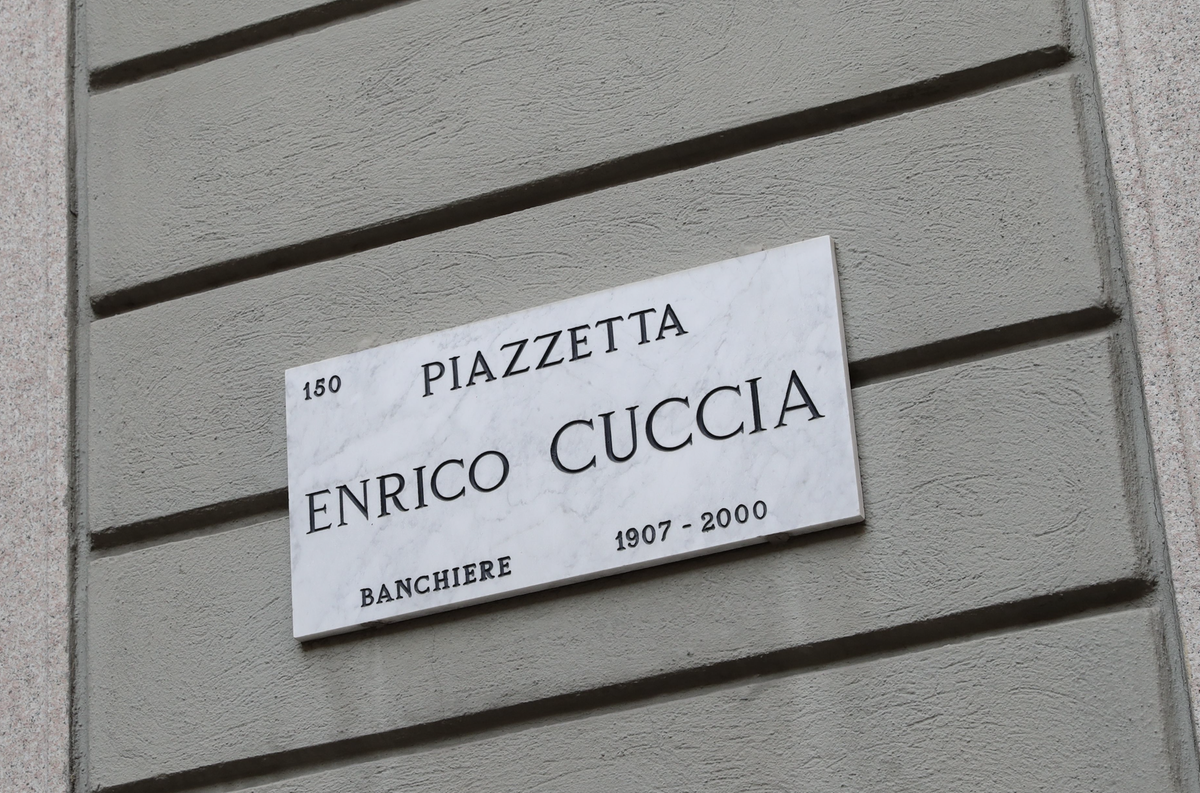 150 PIAZZETTA
ENRICO CUCCIA
BANCHIERE 1907 - 2000